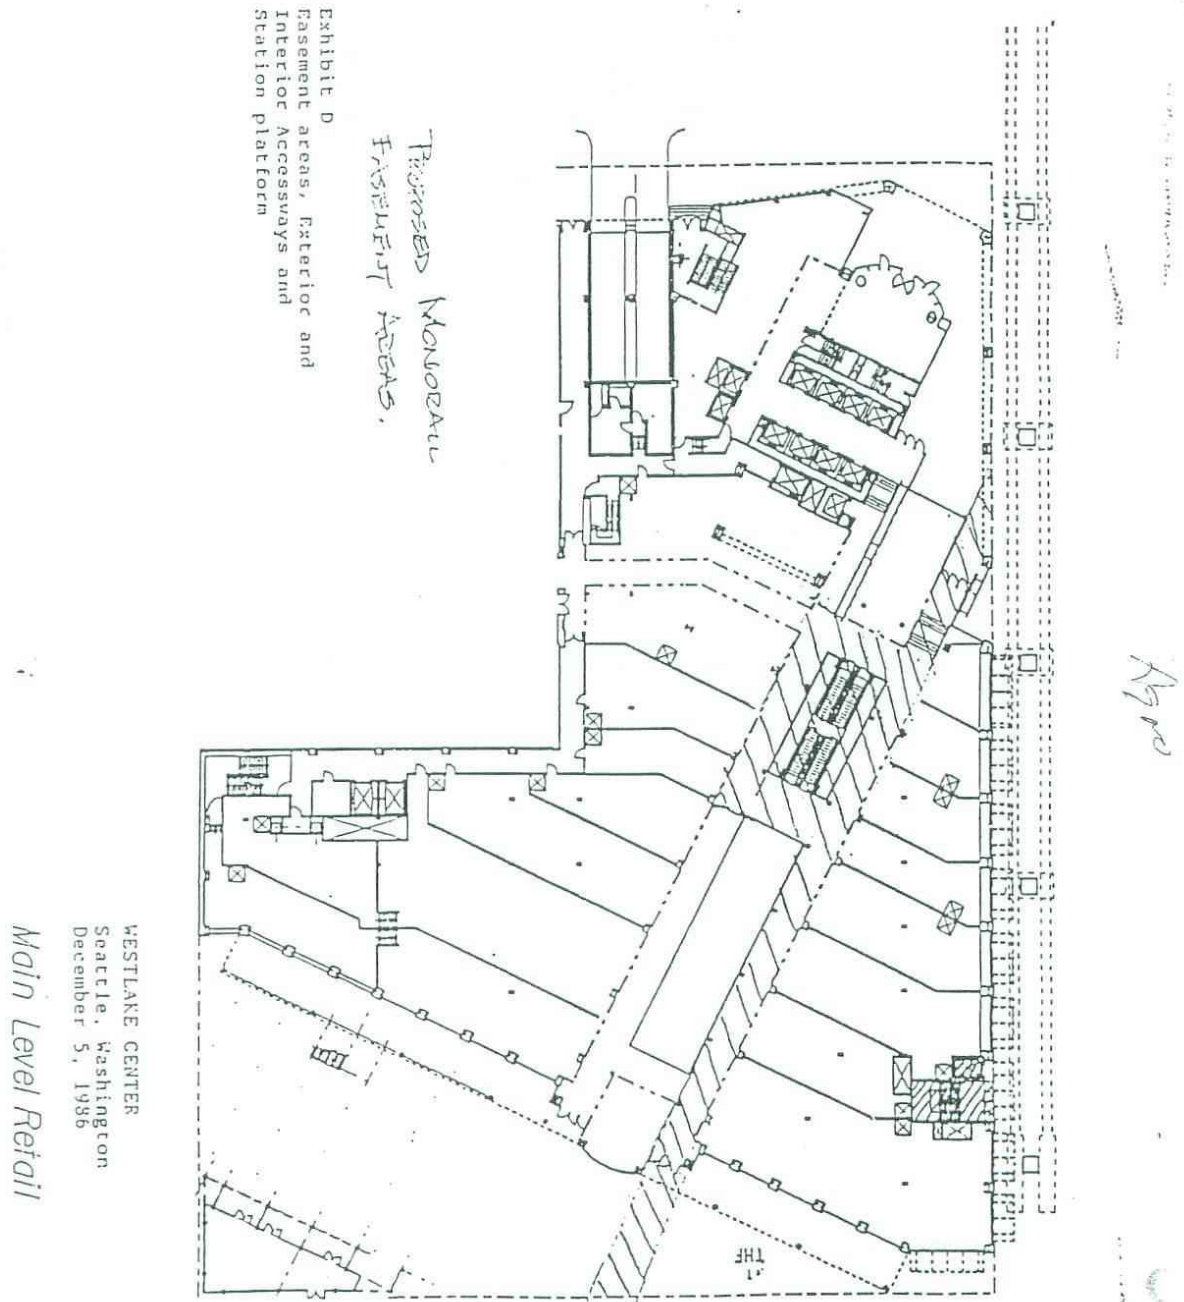 Exhibit D
Easement areas, Exterior and
Interior Accessways and
Station platform
PROPOSED MONORAIL
EASEMENT AREAS.
WESTLAKE CENTER
Seattle, Washington
December 5, 1986
Main Level Retail